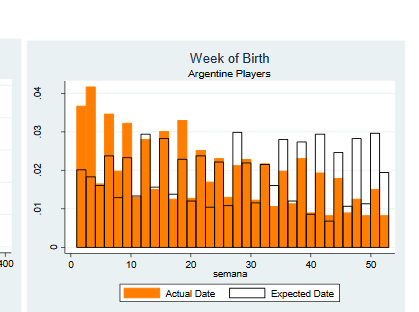 Week of Birth
Argentine Players
.04
.03
.02
.01
0
0 10 20 30 40 50
semana
Actual Date Expected Date
400